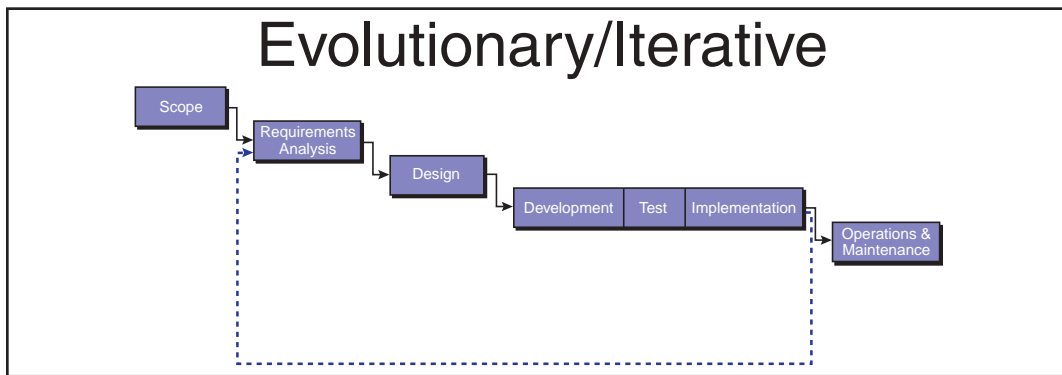 Evolutionary/Iterative
Scope
Requirements
Analysis
Design
Development
Test
Implementation
Operations &
Maintenance